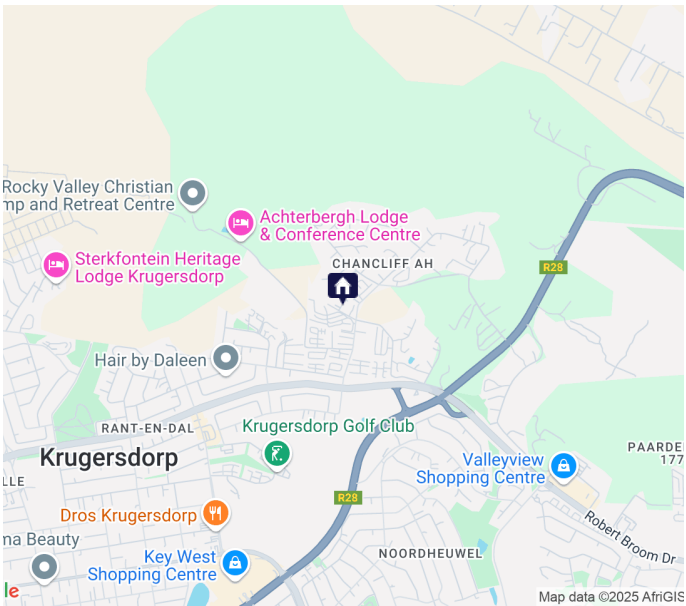 Rocky Valley Christian
mp and Retreat Centre
Achterbergh Lodge
& Conference Centre
Sterkfontein Heritage
Lodge Krugersdorp
CHANCLIFF AH
R28
Hair by Daleen
RANT-EN-DAL
Krugersdorp Golf Club
Krugersdorp
LLE
Valleyview
Shopping Centre
PAARDE
177
R28
Dros Krugersdorp
Robert Broom Dr
ma Beauty
Key West
Shopping Centre
NOORDHEUWEL
le
Map data ©2025 AfriGIS